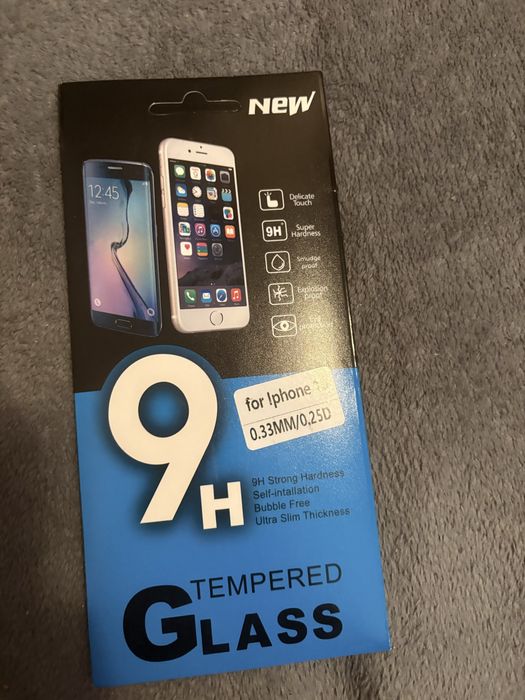 New
12:45
Delicate
Touch
9H
Super
Hardness
Smudge
proof
Explosion
proof
for Iphone
0.33MM/0.25D
9H
9H Strong Hardness
Self-intallation
Bubble Free
Ultra Slim Thickness
TEMPERED
GLASS